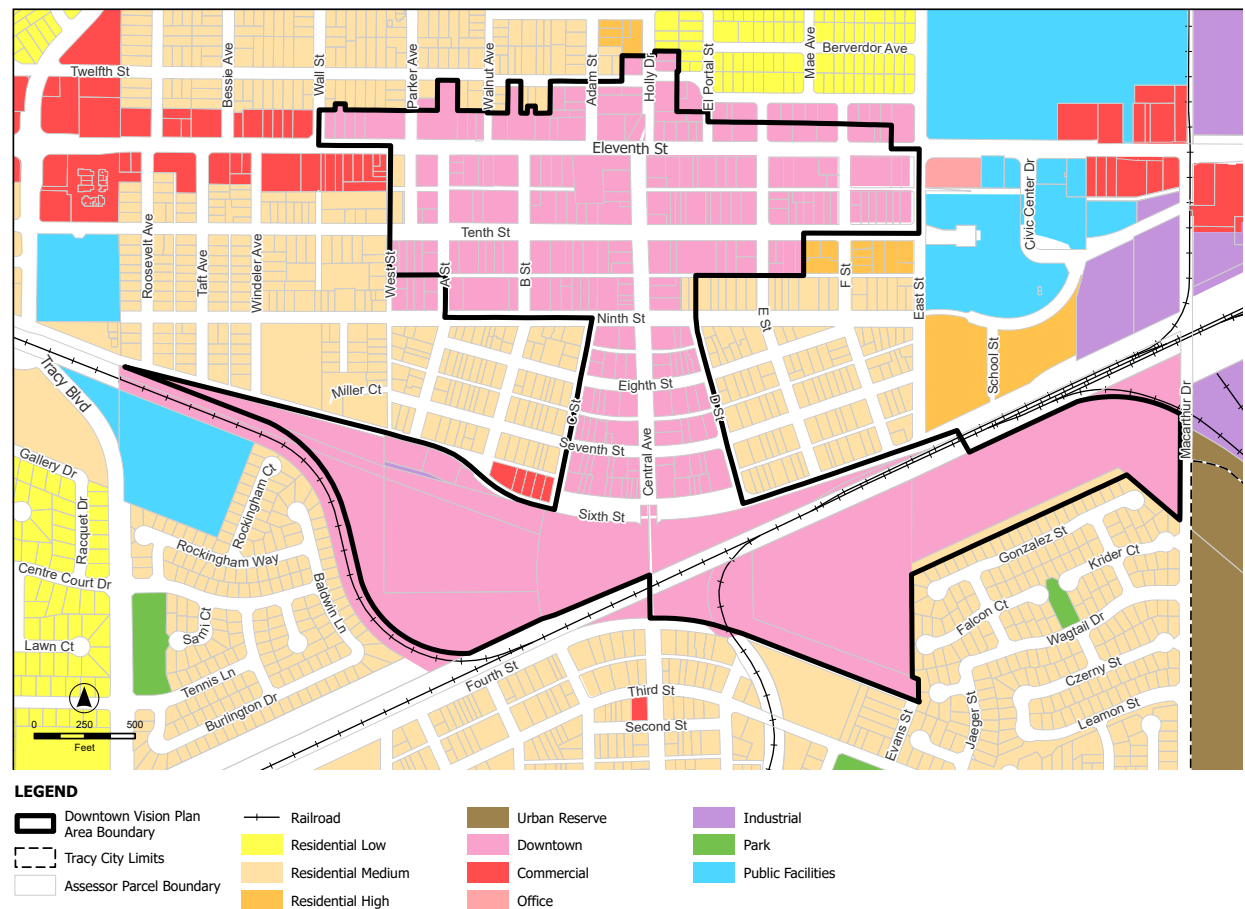 Twelfth St
Bessie Ave
Wall St
Parker Ave
Walnut Ave
Adam St
Holly Dr
El Portal St
Mae Ave
Berverdor Ave
Eleventh St
Roosevelt Ave
Taft Ave
Windeler Ave
West St
A St
B St
Tenth St
E St
F St
East St
Civic Center Dr
Ninth St
School St
Macarthur Dr
Tracy Blvd
Miller Ct
Eighth St
C St
D St
Seventh St
Central Ave
Sixth St
Gallery Dr
Racquet Dr
Rockingham Ct
Rockingham Way
Centre Court Dr
Baldwin Ln
Sarni Ct
Lawn Ct
Tennis Ln
Burlington Dr
Fourth St
Third St
Second St
Evans St
Jaeger St
Gonzalez St
Krider Ct
Falcon Ct
Wagtail Dr
Czerny St
Leamon St
0 250 500
Feet
LEGEND
Downtown Vision Plan
Area Boundary
Tracy City Limits
Assessor Parcel Boundary
Railroad
Residential Low
Residential Medium
Residential High
Urban Reserve
Downtown
Commercial
Office
Industrial
Park
Public Facilities